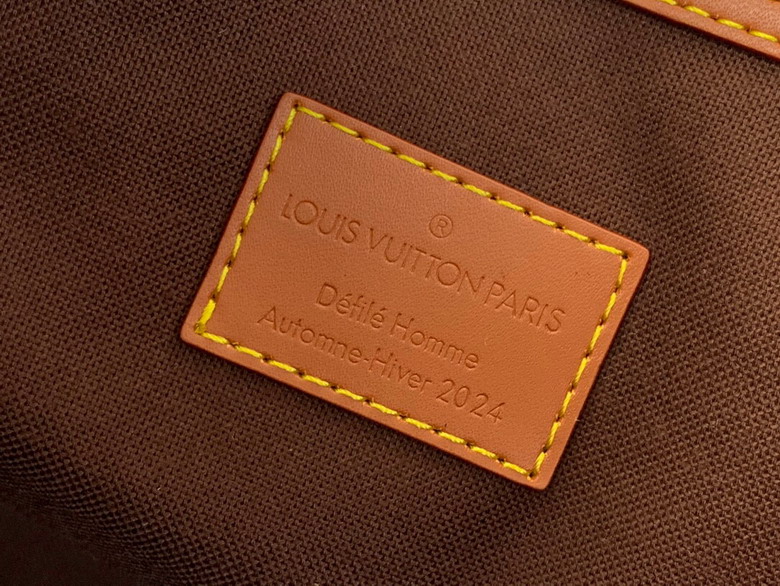 ®
LOUIS VUITTON PARIS
Défilé Homme
Automne-Hiver 2024